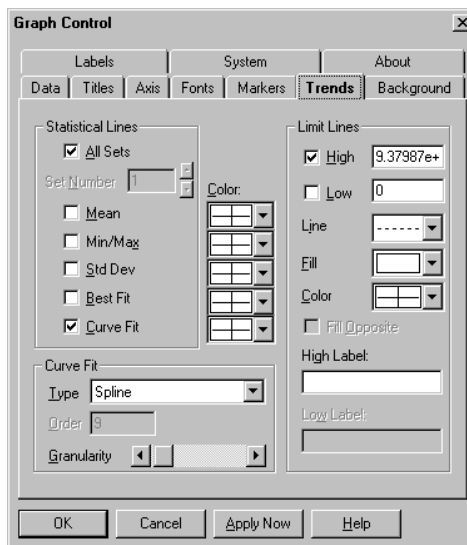 Graph Control
Labels System About
Data Titles Axis Fonts Markers Trends Background
Statistical Lines
All Sets
Set Number 1
Color:
Mean
Min/Max
Std Dev
Best Fit
Curve Fit
Curve Fit
Type Spline
Order 9
Granularity
Limit Lines
High 9.37987e+
Low 0
Line
Fill
Color
Fill Opposite
High Label:
Low Label:
OK Cancel Apply Now Help